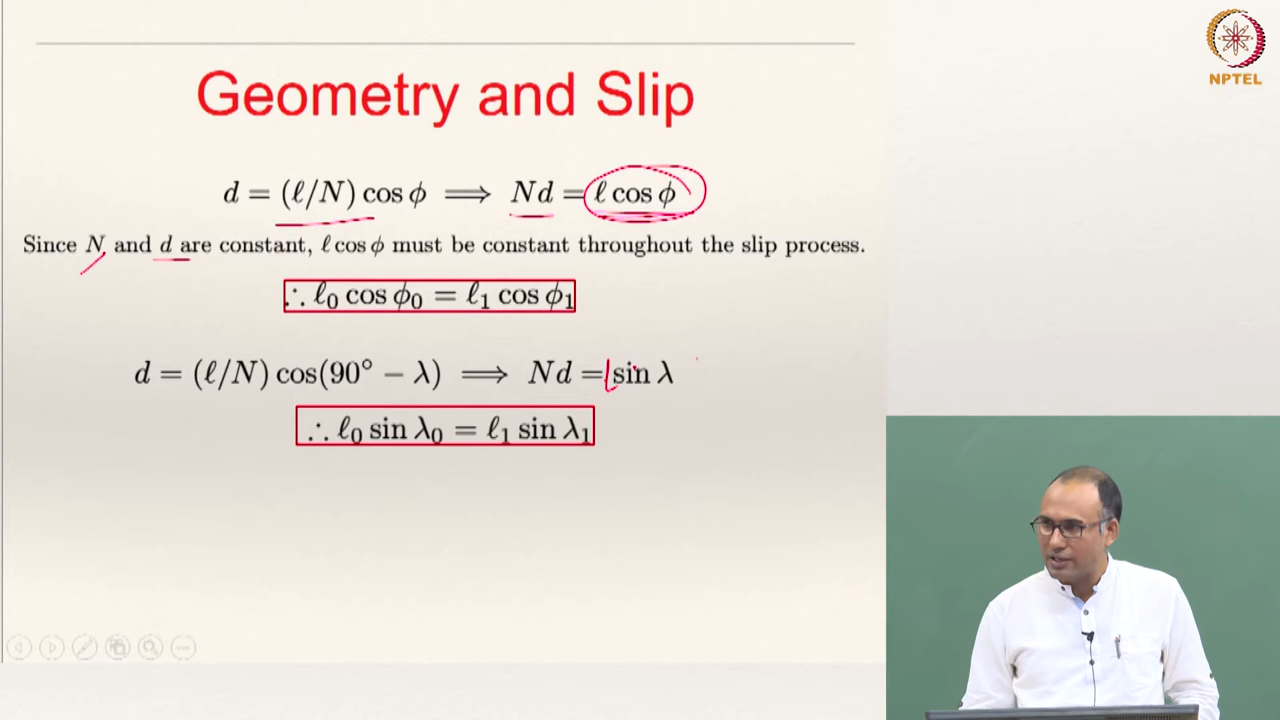 NPTEL
Geometry and Slip
d = (ℓ/N) cos ϕ ⟹ Nd = ℓ cos ϕ
Since N and d are constant, ℓ cos ϕ must be constant throughout the slip process.
∴ ℓ₀ cos ϕ₀ = ℓ₁ cos ϕ₁
d = (ℓ/N) cos(90° − λ) ⟹ Nd = l sin λ
∴ ℓ₀ sin λ₀ = ℓ₁ sin λ₁